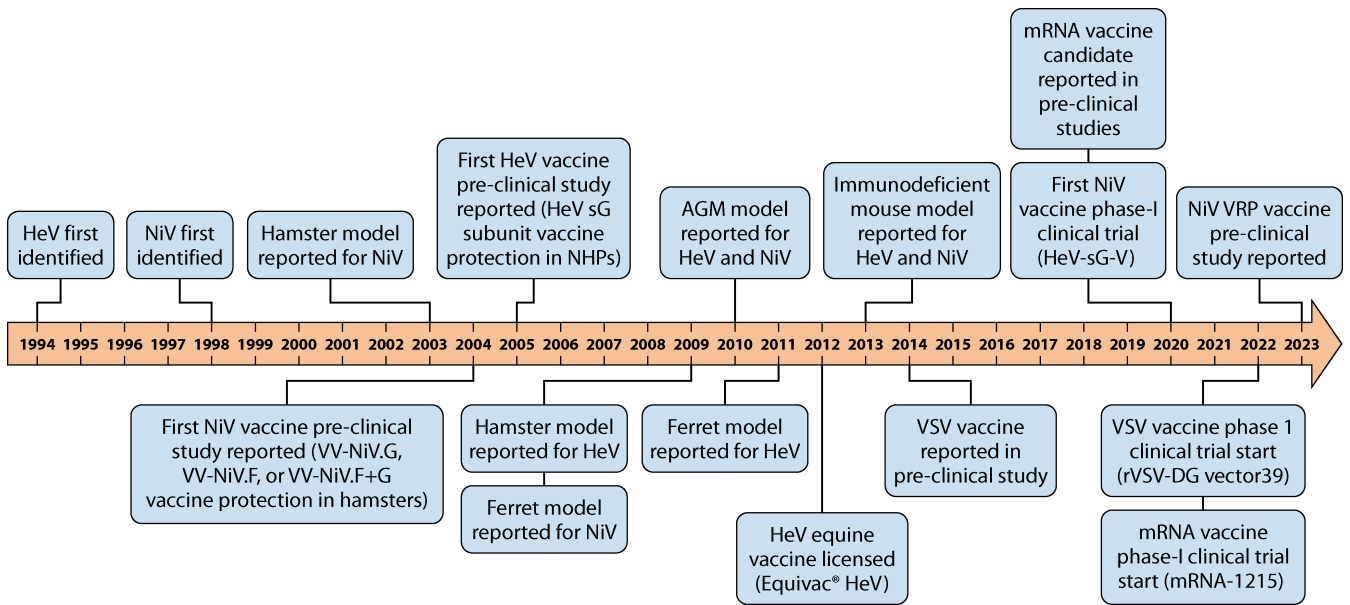 mRNA vaccine
candidate
reported in
pre-clinical
studies
First HeV vaccine
pre-clinical study
reported (HeV sG
subunit vaccine
protection in NHPs)
Immunodeficient
mouse model
reported for
HeV and NiV
First NiV
vaccine phase-I
clinical trial
(HeV-sG-V)
AGM model
reported for
HeV and NiV
NiV VRP vaccine
pre-clinical
study reported
HeV first
identified
NiV first
identified
Hamster model
reported for NiV
1994 1995 1996 1997 1998 1999 2000 2001 2002 2003 2004 2005 2006 2007 2008 2009 2010 2011 2012 2013 2014 2015 2016 2017 2018 2019 2020 2021 2022 2023
First NiV vaccine pre-clinical
study reported (VV-NiV.G,
VV-NiV.F, or VV-NiV.F+G
vaccine protection in hamsters)
Hamster model
reported for HeV
Ferret model
reported for NiV
Ferret model
reported for HeV
HeV equine
vaccine licensed
(Equivac® HeV)
VSV vaccine
reported in
pre-clinical study
VSV vaccine phase 1
clinical trial start
(rVSV-DG vector39)
mRNA vaccine
phase-I clinical trial
start (mRNA-1215)